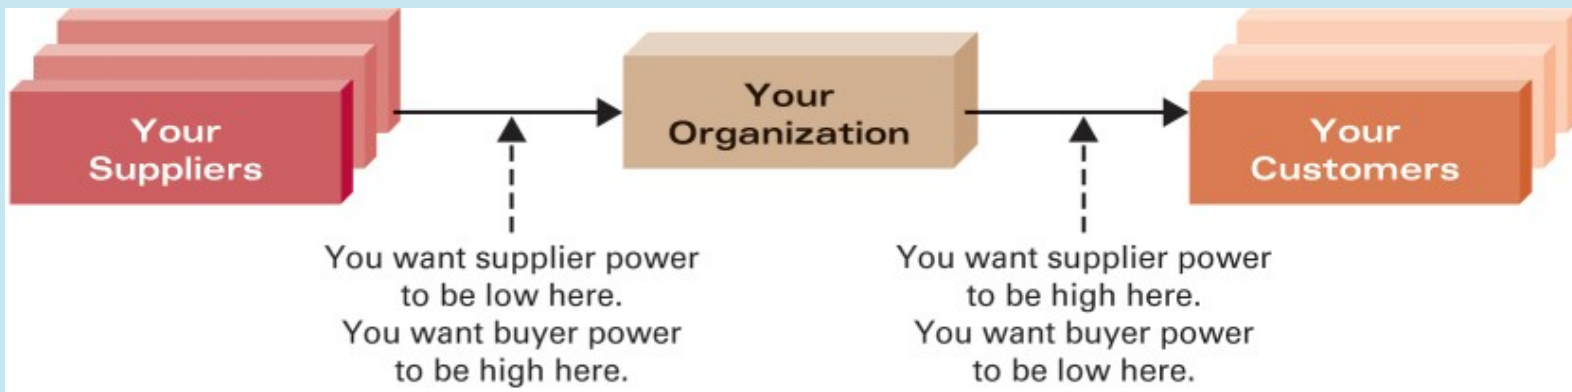 Your
Suppliers
Your
Organization
Your
Customers
You want supplier power
to be low here.
You want buyer power
to be high here.
You want supplier power
to be high here.
You want buyer power
to be low here.